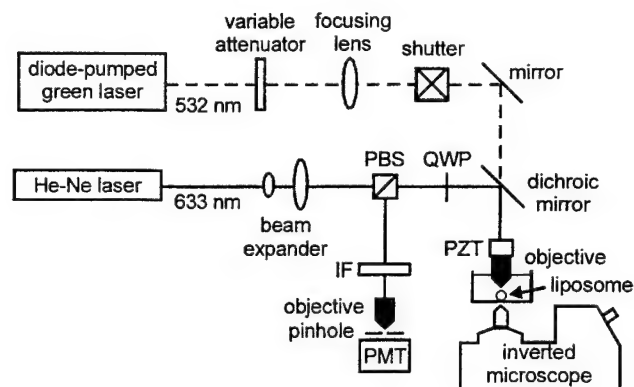 variable
attenuator
focusing
lens
shutter
mirror
diode-pumped
green laser
532 nm
He-Ne laser
633 nm
beam
expander
PBS
QWP
dichroic
mirror
PZT
objective
liposome
IF
objective
pinhole
PMT
inverted
microscope